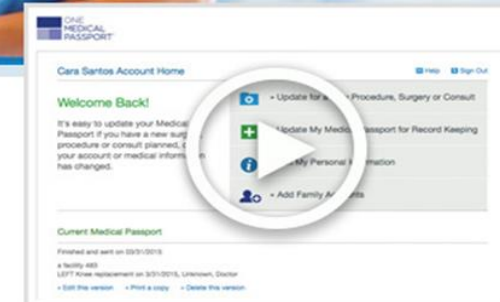 ONE
MEDICAL
PASSPORT
Cara Santos Account Home
Help
Sign Out
Welcome Back!
It's easy to update your Medical
Passport if you have a new
procedure or consult planned,
your account or medical
has changed.
Update for a Procedure, Surgery or Consult
Update My Medical Passport for Record Keeping
My Personal Information
Add Family
Current Medical Passport
Finished and sent on 03/31/2015
a facility
LEFT Knee replacement on 3/31/2015, Unknown, Doctor
Edit this version
Print a copy
Delete this version